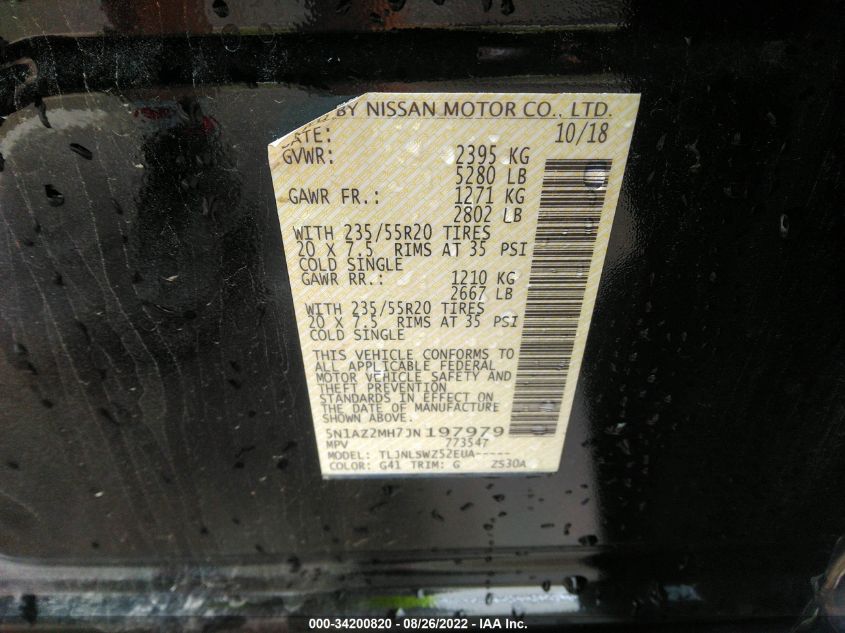 BY NISSAN MOTOR CO., LTD.
DATE: 10/18
GVWR: 2395 KG
5280 LB
GAWR FR.: 1271 KG
2802 LB
WITH 235/55R20 TIRES
20 X 7.5 RIMS AT 35 PSI
COLD SINGLE
GAWR RR.: 1210 KG
2667 LB
WITH 235/55R20 TIRES
20 X 7.5 RIMS AT 35 PSI
COLD SINGLE
THIS VEHICLE CONFORMS TO
ALL APPLICABLE FEDERAL
MOTOR VEHICLE SAFETY AND
THEFT PREVENTION
STANDARDS IN EFFECT ON
THE DATE OF MANUFACTURE
SHOWN ABOVE.
5N1AZ2MH7JN197979
MPV 773547
MODEL: TLJNLSWZ52EUA-----
COLOR: G41 TRIM: G ZS30A
000-34200820 - 08/26/2022 - IAA Inc.